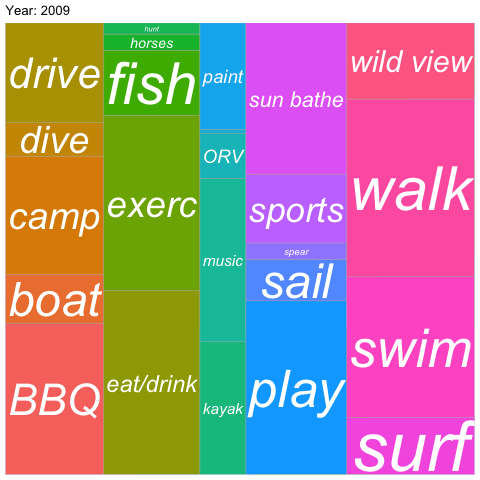 Year: 2009
drive
dive
camp
boat
BBQ
hunt
horses
fish
exerc
eat/drink
paint
ORV
music
kayak
sun bathe
sports
spear
sail
play
wild view
walk
swim
surf